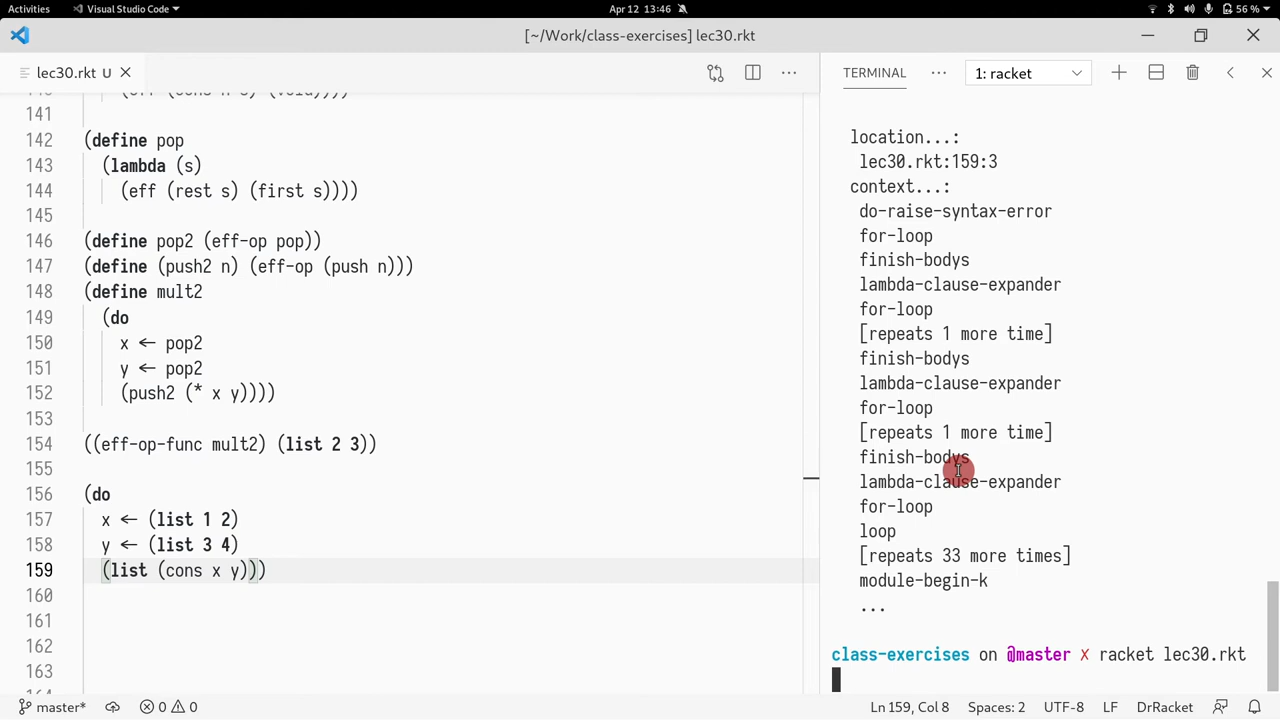 Activities
Visual Studio Code
Apr 12 13:46
56 %
[~/Work/class-exercises] lec30.rkt
lec30.rkt U
TERMINAL
1: racket
141
142 (define pop
143 (lambda (s)
144 (eff (rest s) (first s))))
145
146 (define pop2 (eff-op pop))
147 (define (push2 n) (eff-op (push n)))
148 (define mult2
149 (do
150 x ← pop2
151 y ← pop2
152 (push2 (* x y))))
153
154 ((eff-op-func mult2) (list 2 3))
155
156 (do
157 x ← (list 1 2)
158 y ← (list 3 4)
159 (list (cons x y)))
160
161
162
163
location...:
lec30.rkt:159:3
context...:
do-raise-syntax-error
for-loop
finish-bodys
lambda-clause-expander
for-loop
[repeats 1 more time]
finish-bodys
lambda-clause-expander
for-loop
[repeats 1 more time]
finish-bodys
lambda-clause-expander
for-loop
loop
[repeats 33 more times]
module-begin-k
...
class-exercises on @master ✗ racket lec30.rkt
master*
0
0
Ln 159, Col 8
Spaces: 2
UTF-8
LF
DrRacket